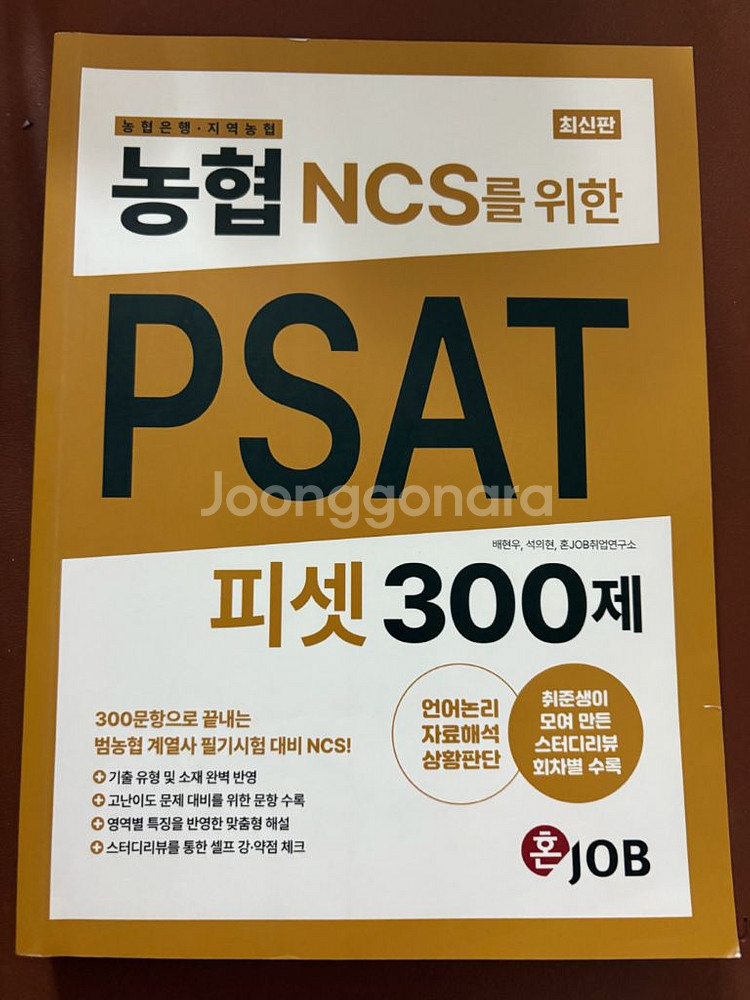 농협은행·지역농협
최신판
농협 NCS를 위한
PSAT
Joonggonara
배현우, 석의현, 혼JOB취업연구소
피셋 300제
언어논리
자료해석
상황판단
취준생이
모여 만든
스터디리뷰
회차별 수록
300문항으로 끝내는
범농협 계열사 필기시험 대비 NCS!
기출 유형 및 소재 완벽 반영
고난이도 문제 대비를 위한 문항 수록
영역별 특징을 반영한 맞춤형 해설
스터디리뷰를 통한 셀프 강·약점 체크
혼JOB